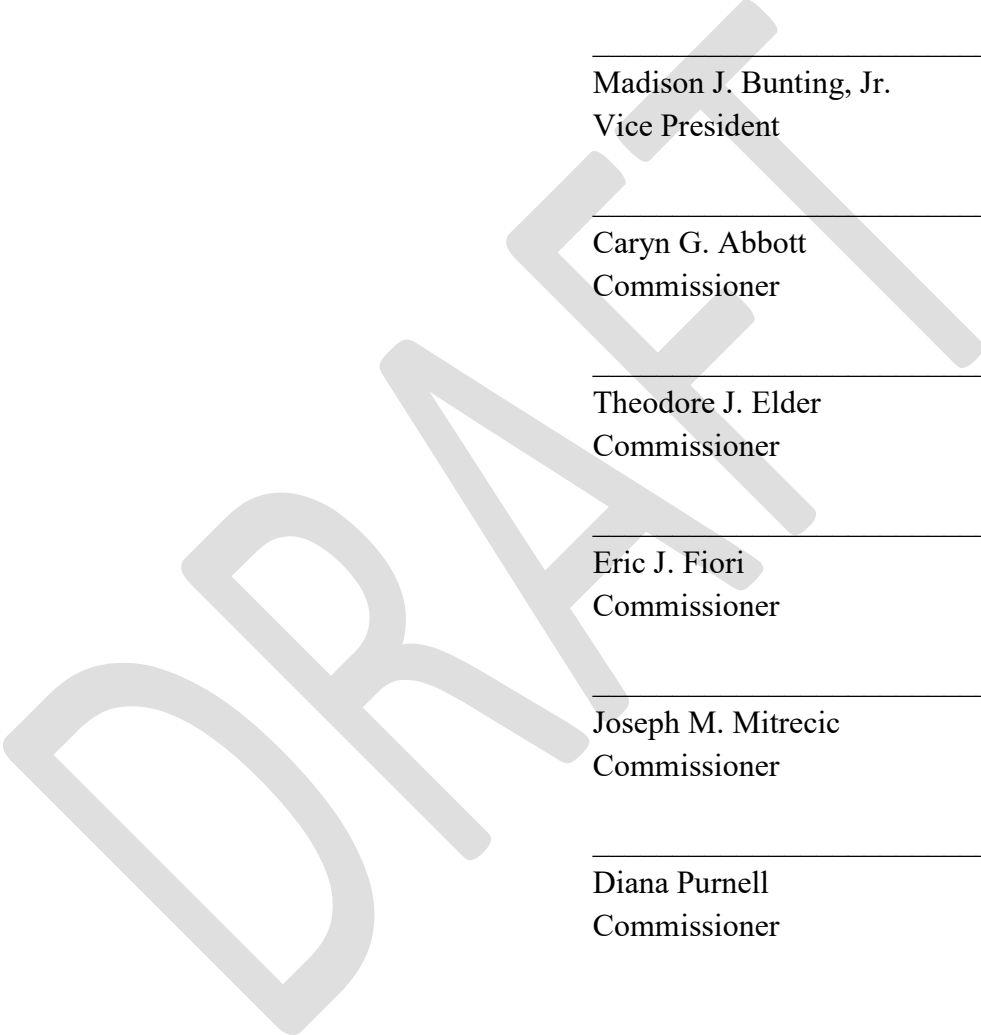 Madison J. Bunting, Jr.
Vice President
Caryn G. Abbott
Commissioner
Theodore J. Elder
Commissioner
Eric J. Fiori
Commissioner
Joseph M. Mitrecic
Commissioner
Diana Purnell
Commissioner
DRAFT